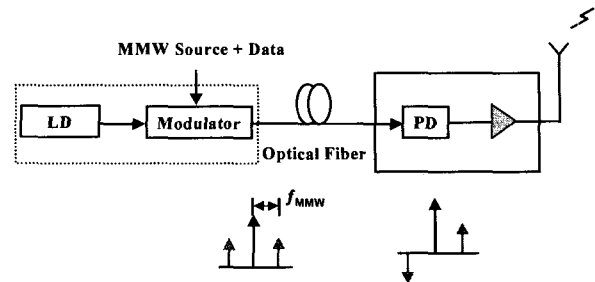 MMW Source + Data
LD
Modulator
Optical Fiber
PD
fMMW